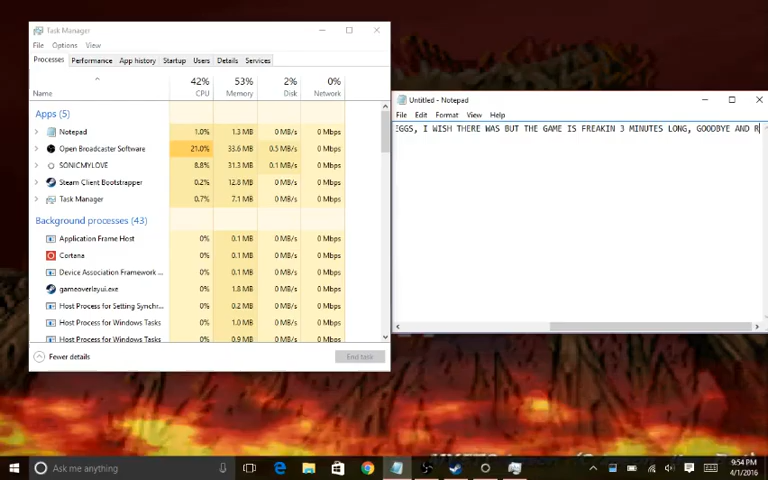 Task Manager
File Options View
Processes Performance App history Startup Users Details Services
42% 53% 2% 0%
Name CPU Memory Disk Network
Apps (5)
Notepad 1.0% 1.3 MB 0 MB/s 0 Mbps
Open Broadcaster Software 21.0% 33.6 MB 0.5 MB/s 0 Mbps
SONICMYLOVE 8.8% 31.3 MB 0.1 MB/s 0 Mbps
Steam Client Bootstrapper 0.2% 12.8 MB 0 MB/s 0 Mbps
Task Manager 0.7% 7.1 MB 0 MB/s 0 Mbps
Background processes (43)
Application Frame Host 0% 0.1 MB 0 MB/s 0 Mbps
Cortana 0% 0.1 MB 0 MB/s 0 Mbps
Device Association Framework ... 0% 0.1 MB 0 MB/s 0 Mbps
gameoverlayui.exe 0% 1.8 MB 0 MB/s 0 Mbps
Host Process for Setting Synchr... 0% 0.2 MB 0 MB/s 0 Mbps
Host Process for Windows Tasks 0% 1.0 MB 0 MB/s 0 Mbps
Host Process for Windows Tasks 0% 0.9 MB 0 MB/s 0 Mbps
Fewer details End task
Untitled - Notepad
File Edit Format View Help
EGGS, I WISH THERE WAS BUT THE GAME IS FREAKIN 3 MINUTES LONG, GOODBYE AND R
Ask me anything
9:54 PM
4/1/2016